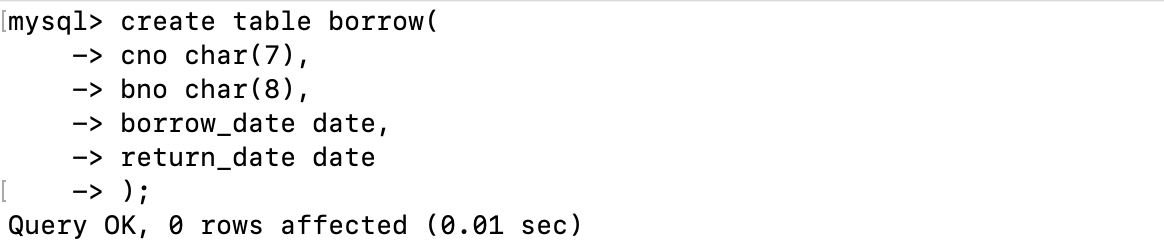 [mysql> create table borrow(
    -> cno char(7),
    -> bno char(8),
    -> borrow_date date,
    -> return_date date
[    -> );
Query OK, 0 rows affected (0.01 sec)